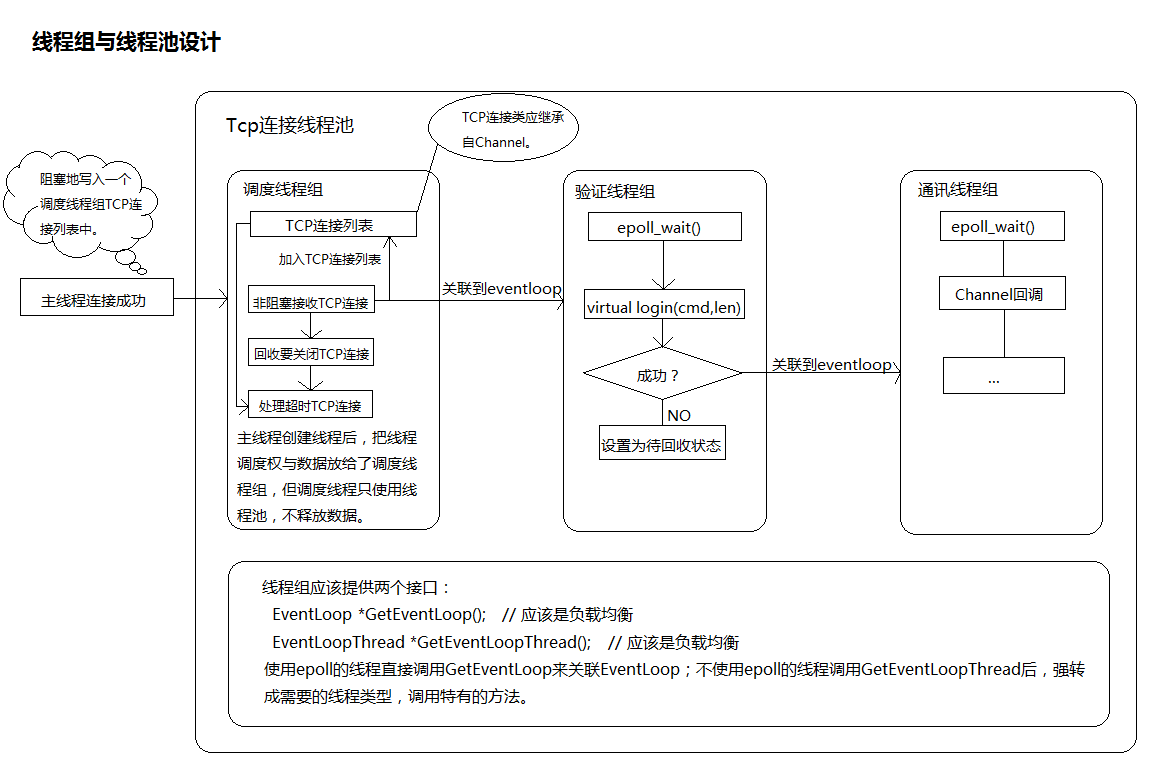 线程组与线程池设计
Tcp连接线程池
TCP连接类应继承
自Channel。
阻塞地写入一个
调度线程组TCP连
接列表中。
主线程连接成功
调度线程组
TCP连接列表
加入TCP连接列表
非阻塞接收TCP连接
回收要关闭TCP连接
处理超时TCP连接
主线程创建线程后，把线程
调度权与数据放给了调度线
程组，但调度线程只使用线
程池，不释放数据。
关联到eventloop
验证线程组
epoll_wait()
virtual login(cmd,len)
成功？
NO
设置为待回收状态
关联到eventloop
通讯线程组
epoll_wait()
Channel回调
...
线程组应该提供两个接口：
EventLoop *GetEventLoop(); // 应该是负载均衡
EventLoopThread *GetEventLoopThread(); // 应该是负载均衡
使用epoll的线程直接调用GetEventLoop来关联EventLoop；不使用epoll的线程调用GetEventLoopThread后，强转
成需要的线程类型，调用特有的方法。